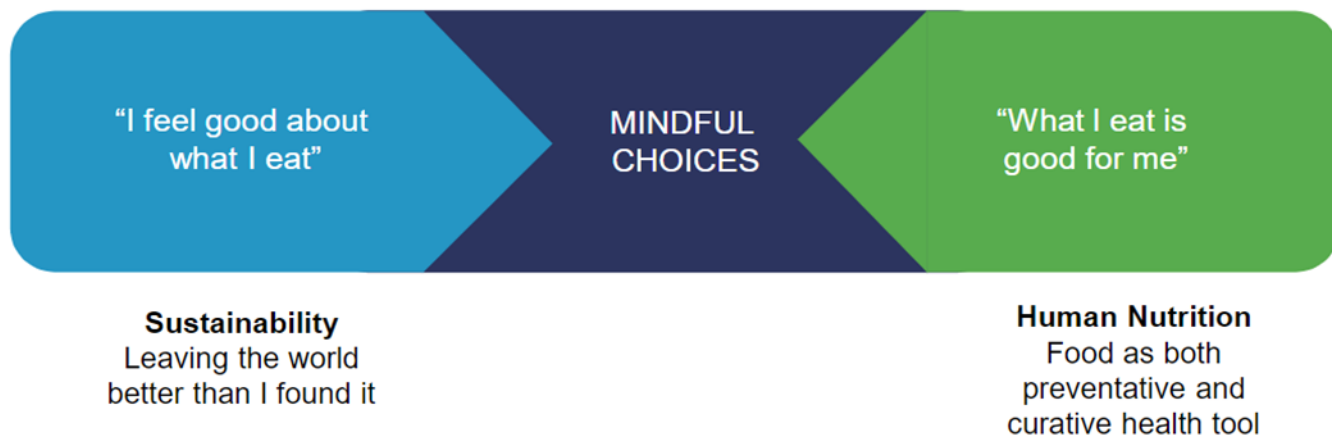 “I feel good about
what I eat”
MINDFUL
CHOICES
“What I eat is
good for me”
Sustainability
Leaving the world
better than I found it
Human Nutrition
Food as both
preventative and
curative health tool